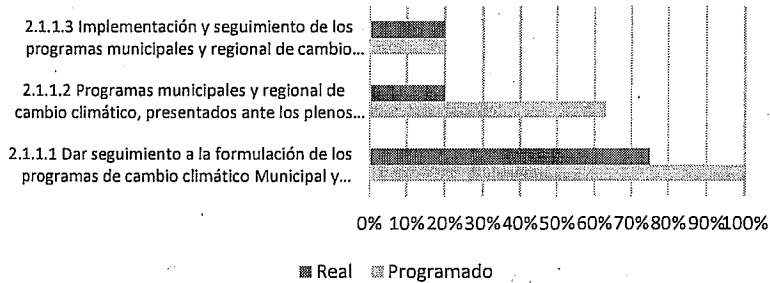 2.1.1.3 Implementación y seguimiento de los
programas municipales y regional de cambio...
2.1.1.2 Programas municipales y regional de
cambio climático, presentados ante los plenos...
2.1.1.1 Dar seguimiento a la formulación de los
programas de cambio climático Municipal y...
0% 10% 20% 30% 40% 50% 60% 70% 80% 90% 100%
Real Programado